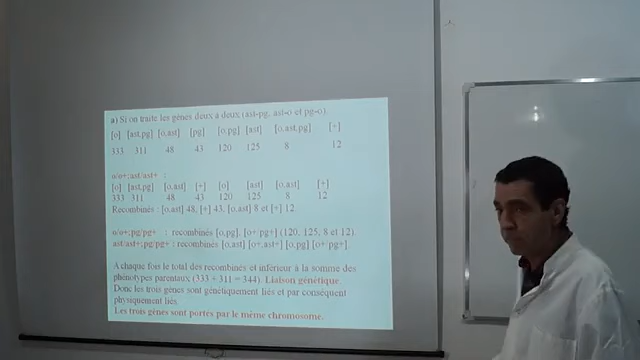 a) Si on traite les gènes deux à deux (ast-pg, ast-o et pg-o).
[o] [ast,pg] [o,ast] [pg] [o,pg] [ast] [o,ast,pg] [+]
333 311 48 43 120 125 8 12
o/o+;ast/ast+ :
[o] [ast,pg] [o,ast] [+] [o] [ast] [o,ast] [+]
333 311 48 43 120 125 8 12
Recombinés : [o,ast] 48, [+] 43, [o,ast] 8 et [+] 12
o/o+;pg/pg+ : recombinés [o,pg], [o+/pg+] (120, 125, 8 et 12).
ast/ast+;pg/pg+ : recombinés [o,ast] [o+,ast+] [o,pg] [o+/pg+].
A chaque fois le total des recombinés et inférieur à la somme des
phénotypes parentaux (333 + 311 = 344). Liaison génétique.
Donc les trois gènes sont génétiquement liés et par conséquent
physiquement liés
Les trois gènes sont portés par le même chromosome.